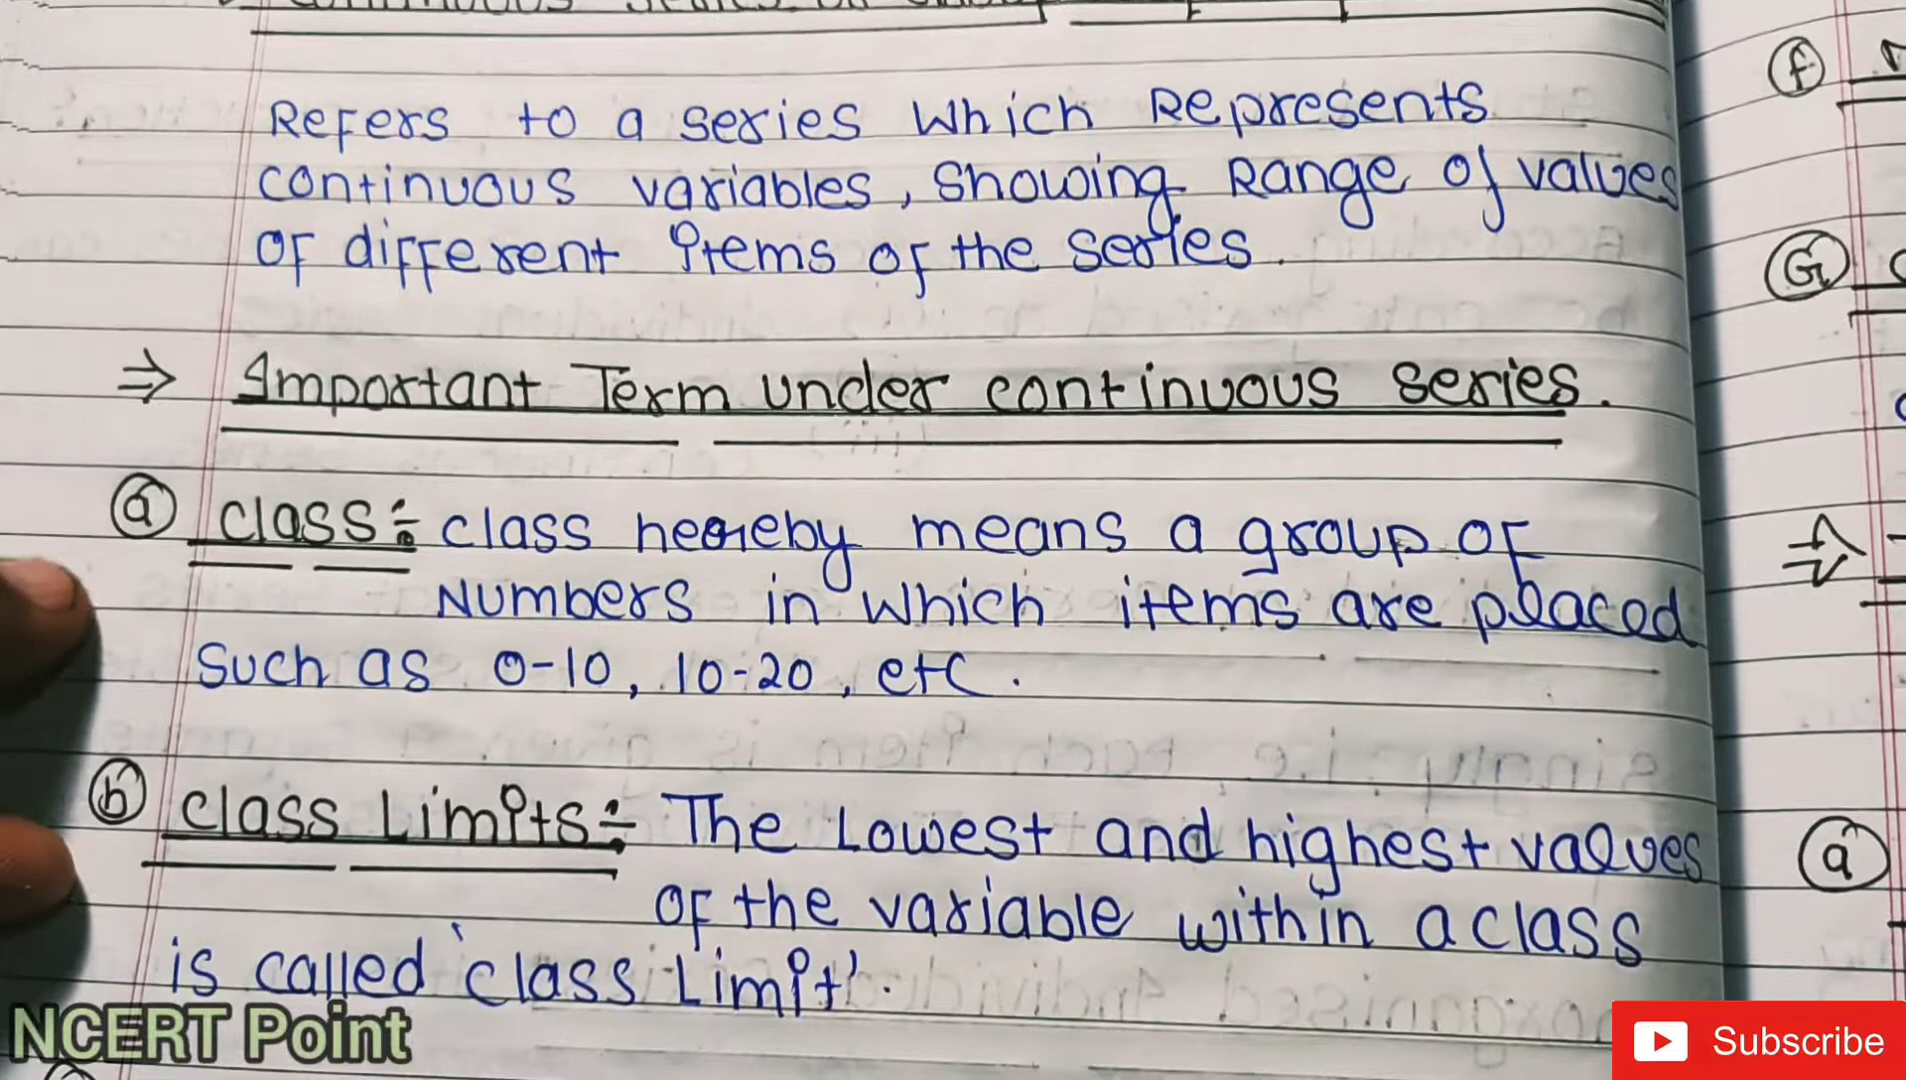 Refers to a series which Represents
continuous variables, showing Range of values
of different items of the series.
⇒ Important Term under continuous series.
(a) class :- class hereby means a group of
Numbers in which items are placed
such as 0-10, 10-20, etc.
(b) class Limits :- The Lowest and highest values
of the variable within a class
is called 'class Limit'.
NCERT Point
Subscribe
(f)
(G)
⇒
(a)